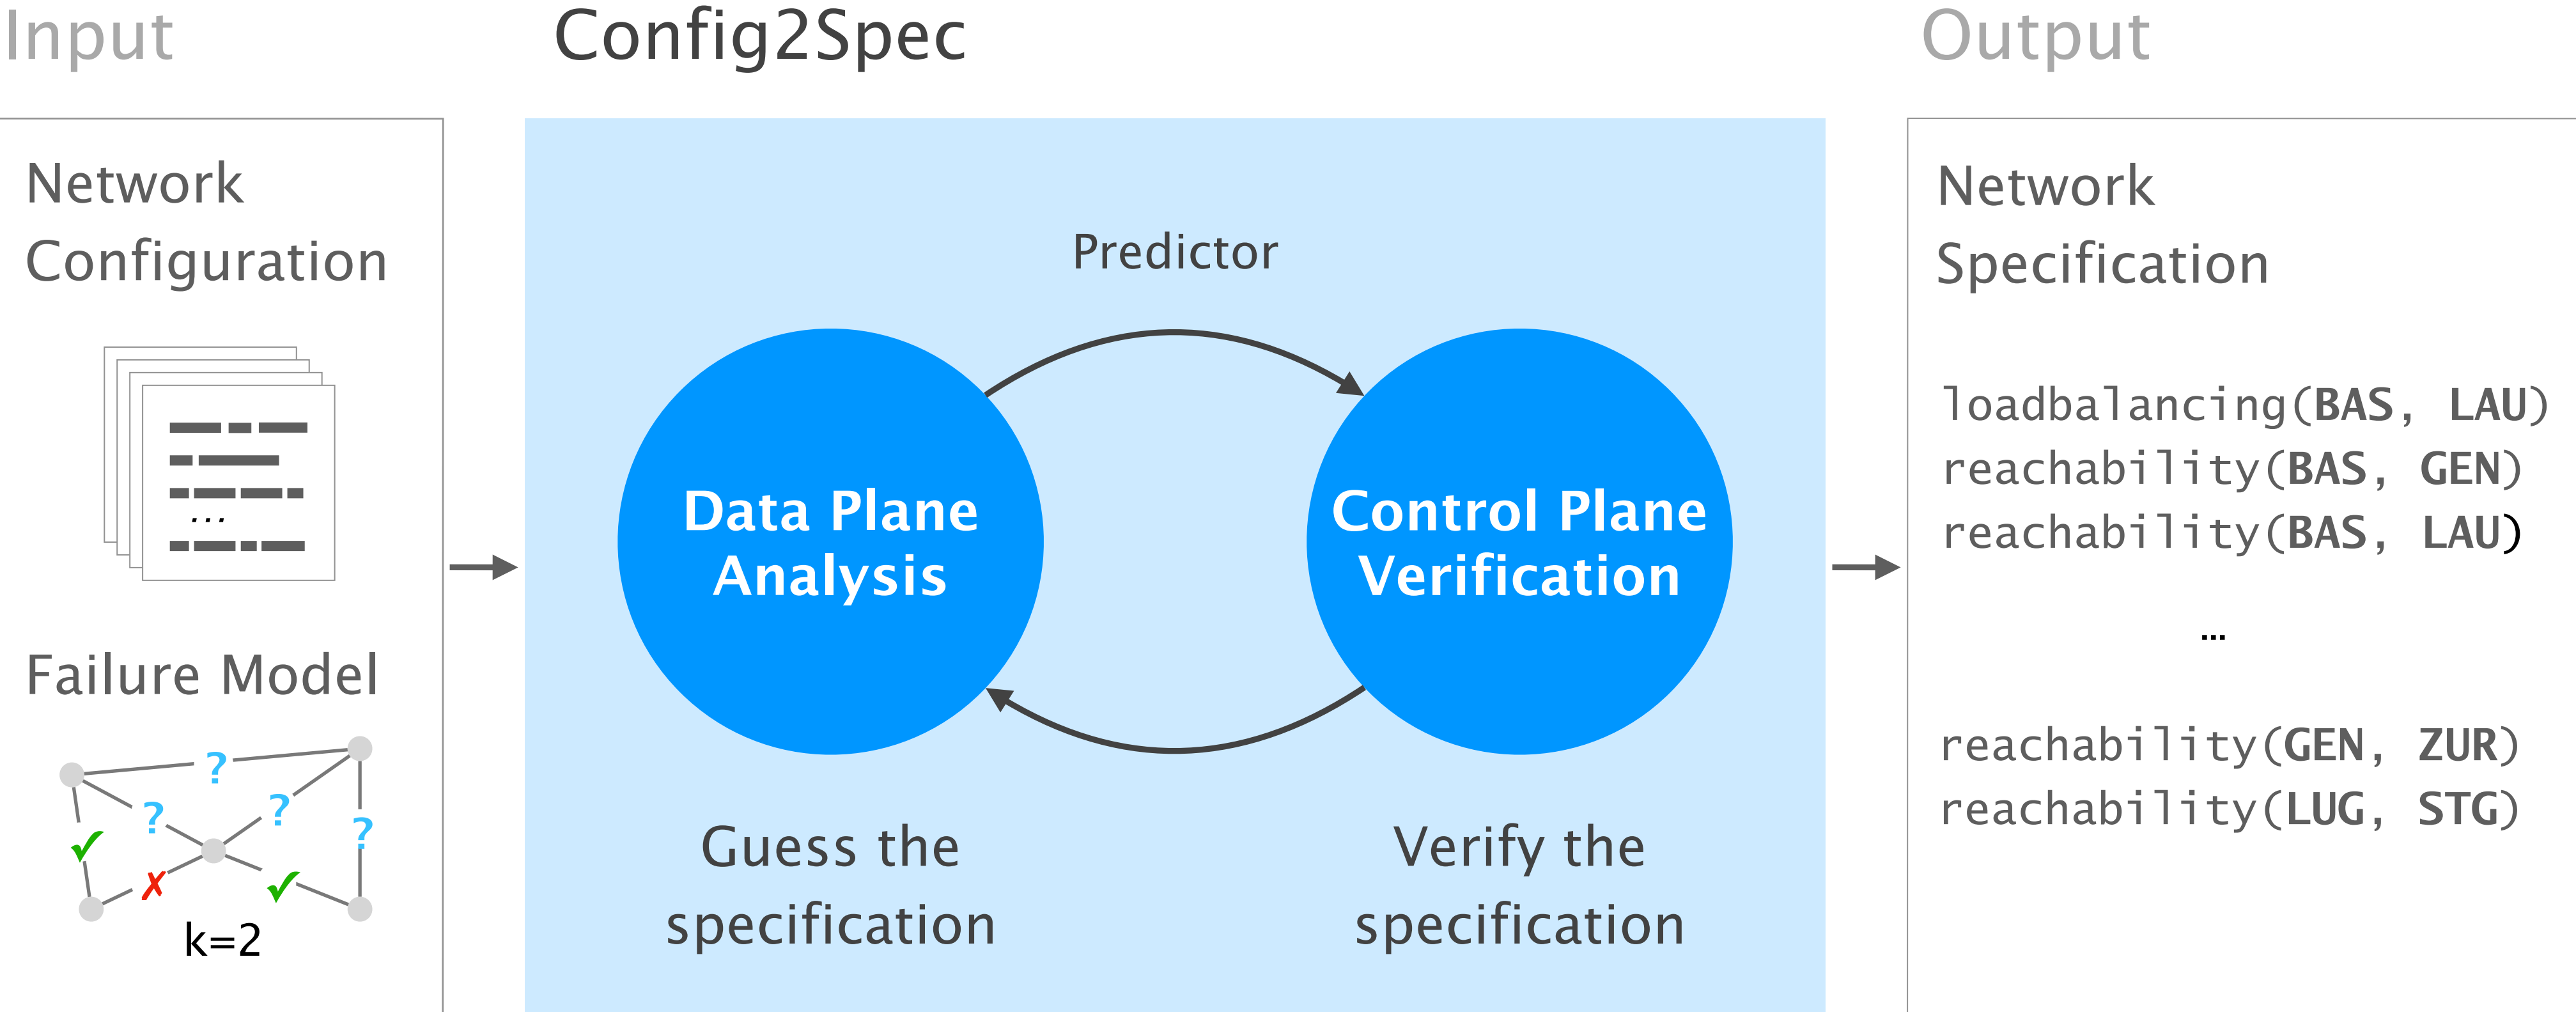 Input
Config2Spec
Output
Network
Configuration
...
Failure Model
?
?
?
?
✓
✗
✓
k=2
Predictor
Data Plane
Analysis
Control Plane
Verification
Guess the
specification
Verify the
specification
Network
Specification
loadbalancing(BAS, LAU)
reachability(BAS, GEN)
reachability(BAS, LAU)
...
reachability(GEN, ZUR)
reachability(LUG, STG)